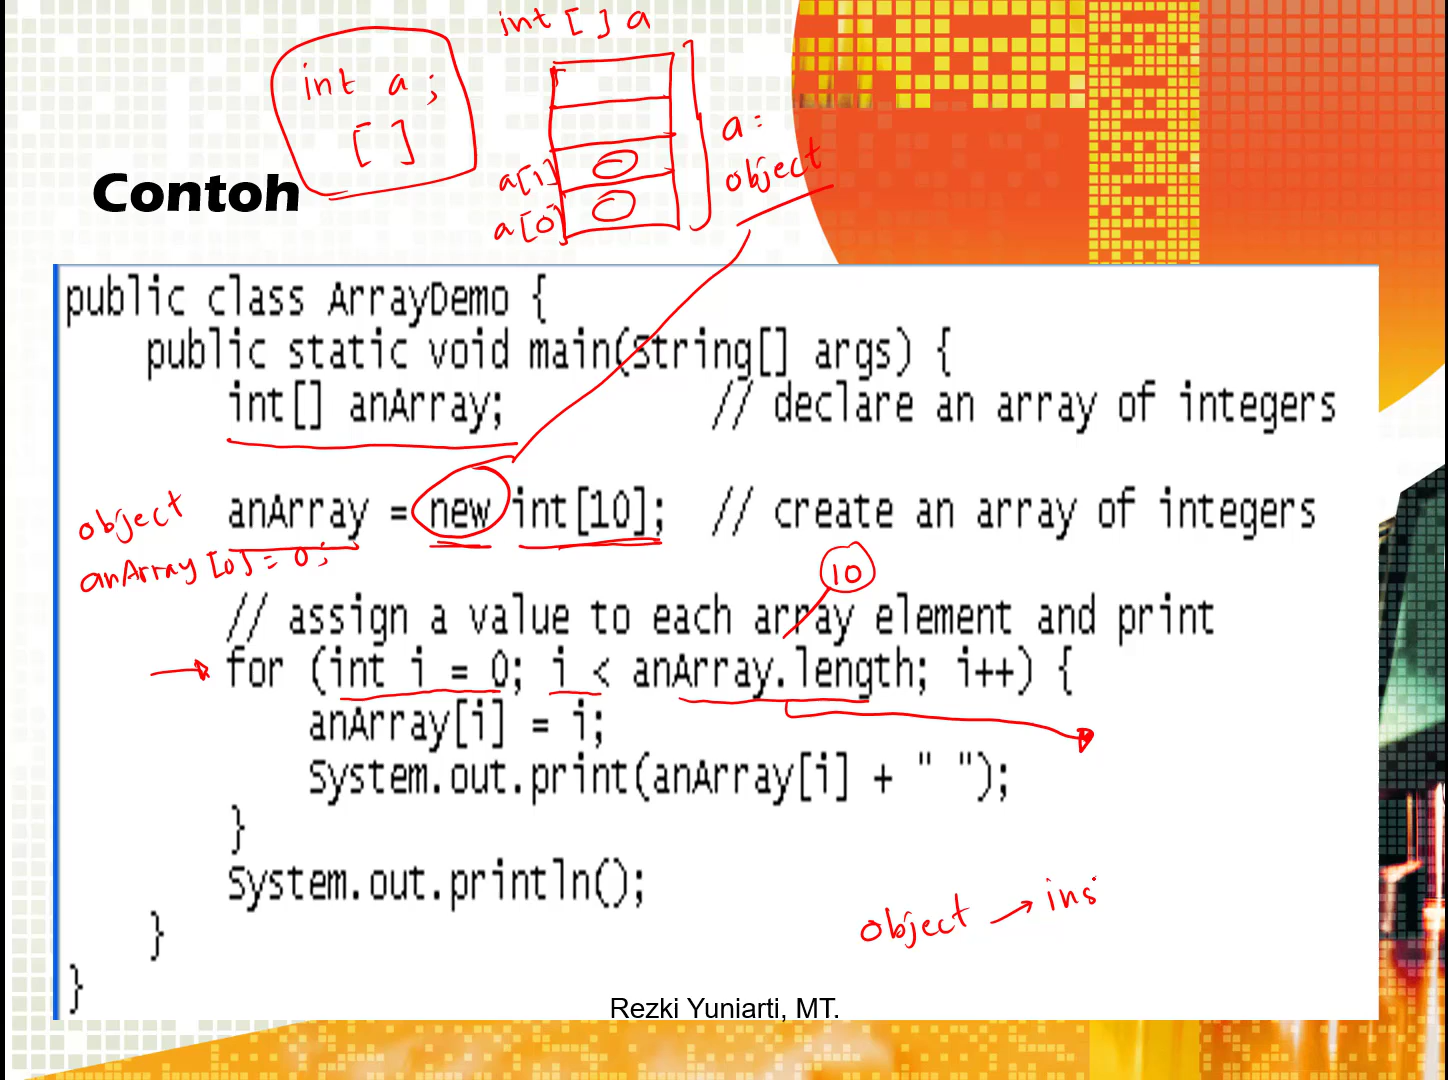 int [ ] a
int a ;
[ ]
a :
object
a[1] 0
a[0] 0
Contoh
public class ArrayDemo {
public static void main(String[] args) {
int[] anArray; // declare an array of integers
object
anArray = new int[10]; // create an array of integers
anArray [0] = 0;
10
// assign a value to each array element and print
for (int i = 0; i < anArray.length; i++) {
anArray[i] = i;
System.out.print(anArray[i] + " ");
}
System.out.println();
object → ins
}
}
Rezki Yuniarti, MT.